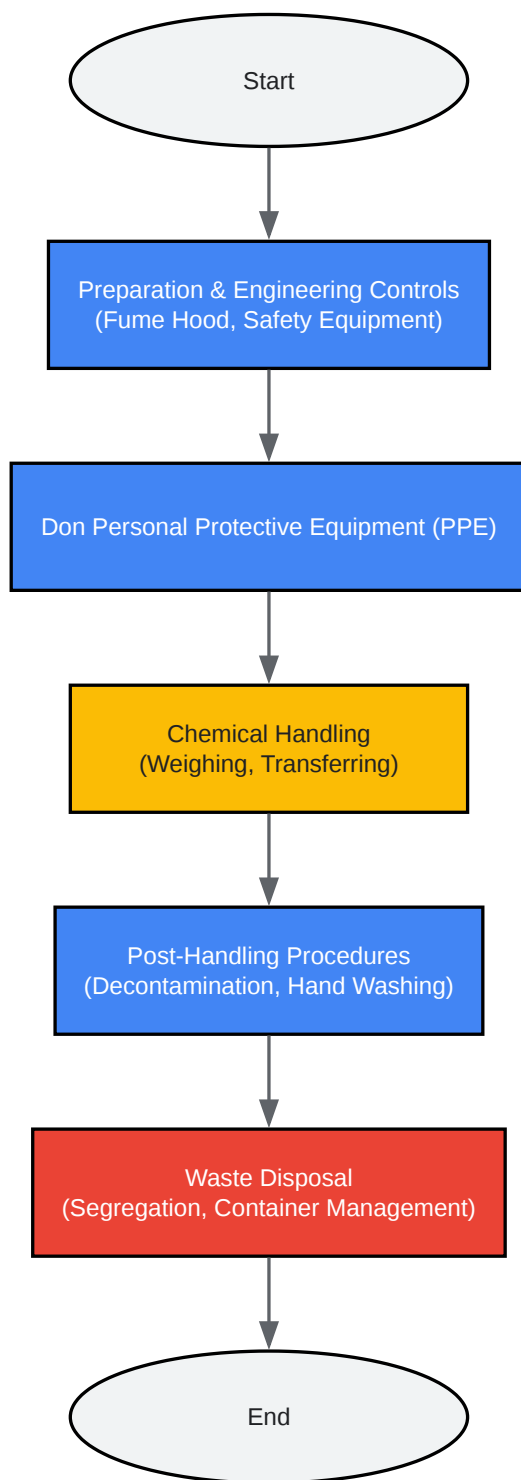 Start
Preparation & Engineering Controls
(Fume Hood, Safety Equipment)
Don Personal Protective Equipment (PPE)
Chemical Handling
(Weighing, Transferring)
Post-Handling Procedures
(Decontamination, Hand Washing)
Waste Disposal
(Segregation, Container Management)
End